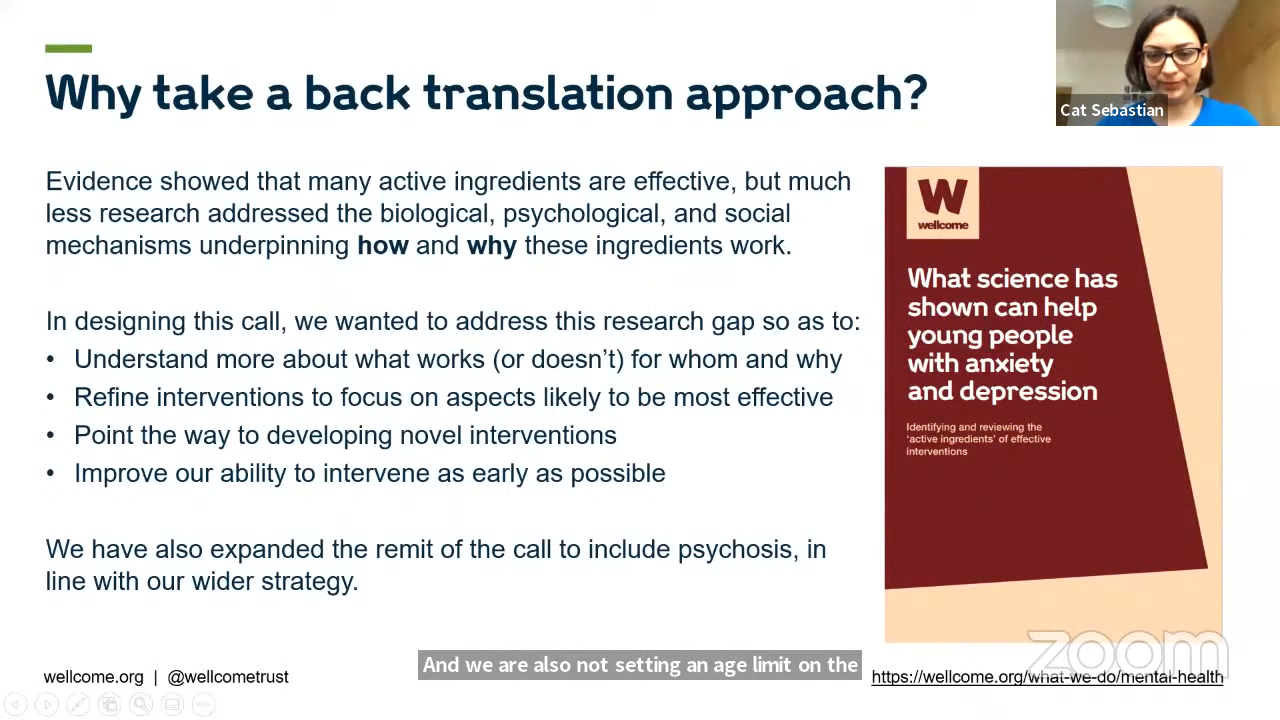 Why take a back translation approach?
Cat Sebastian
Evidence showed that many active ingredients are effective, but much
less research addressed the biological, psychological, and social
mechanisms underpinning how and why these ingredients work.
In designing this call, we wanted to address this research gap so as to:
• Understand more about what works (or doesn’t) for whom and why
• Refine interventions to focus on aspects likely to be most effective
• Point the way to developing novel interventions
• Improve our ability to intervene as early as possible
We have also expanded the remit of the call to include psychosis, in
line with our wider strategy.
W
wellcome
What science has
shown can help
young people
with anxiety
and depression
Identifying and reviewing the
‘active ingredients’ of effective
interventions
zoom
And we are also not setting an age limit on the
wellcome.org | @wellcometrust
https://wellcome.org/what-we-do/mental-health